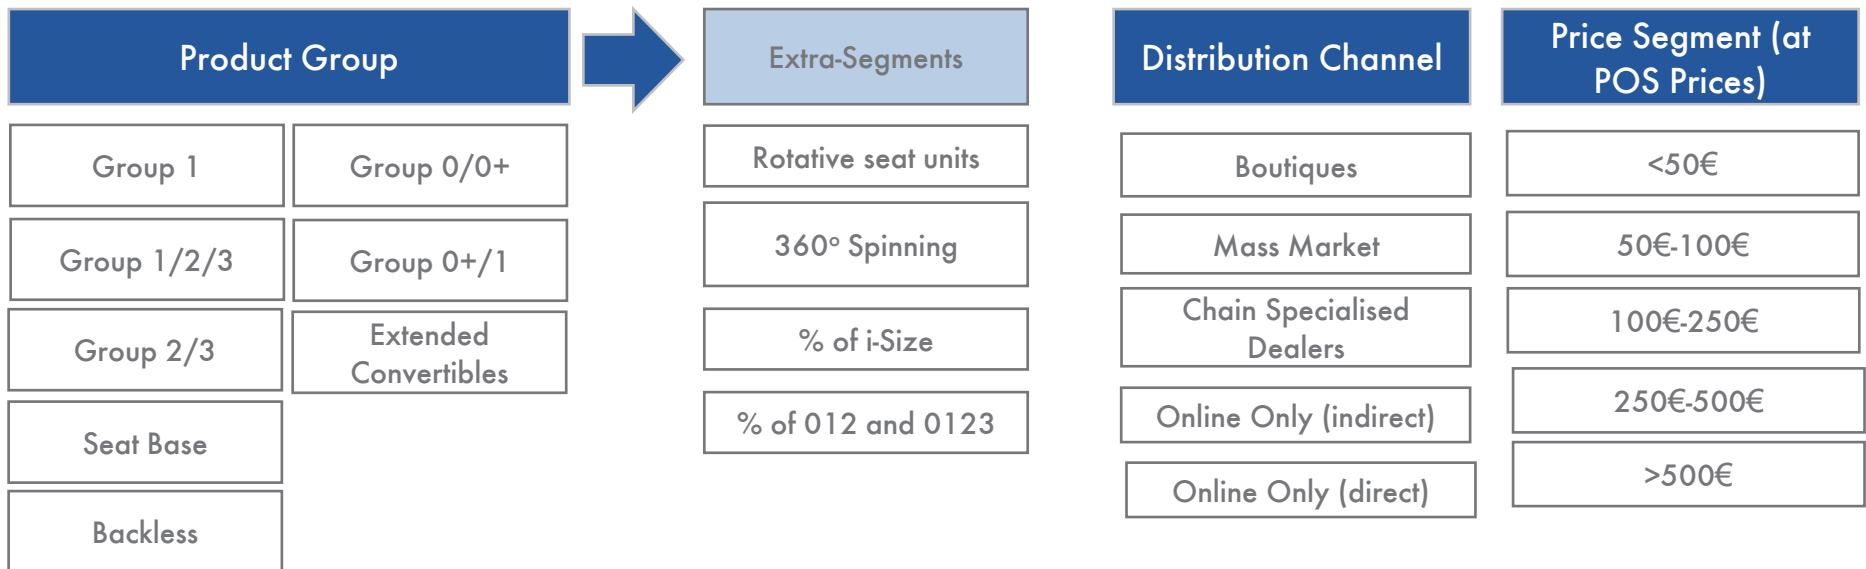 Product Group
Group 1
Group 0/0+
Group 1/2/3
Group 0+/1
Group 2/3
Extended
Convertibles
Seat Base
Backless
Extra-Segments
Rotative seat units
360° Spinning
% of i-Size
% of 012 and 0123
Distribution Channel
Boutiques
Mass Market
Chain Specialised
Dealers
Online Only (indirect)
Online Only (direct)
Price Segment (at
POS Prices)
<50€
50€-100€
100€-250€
250€-500€
>500€